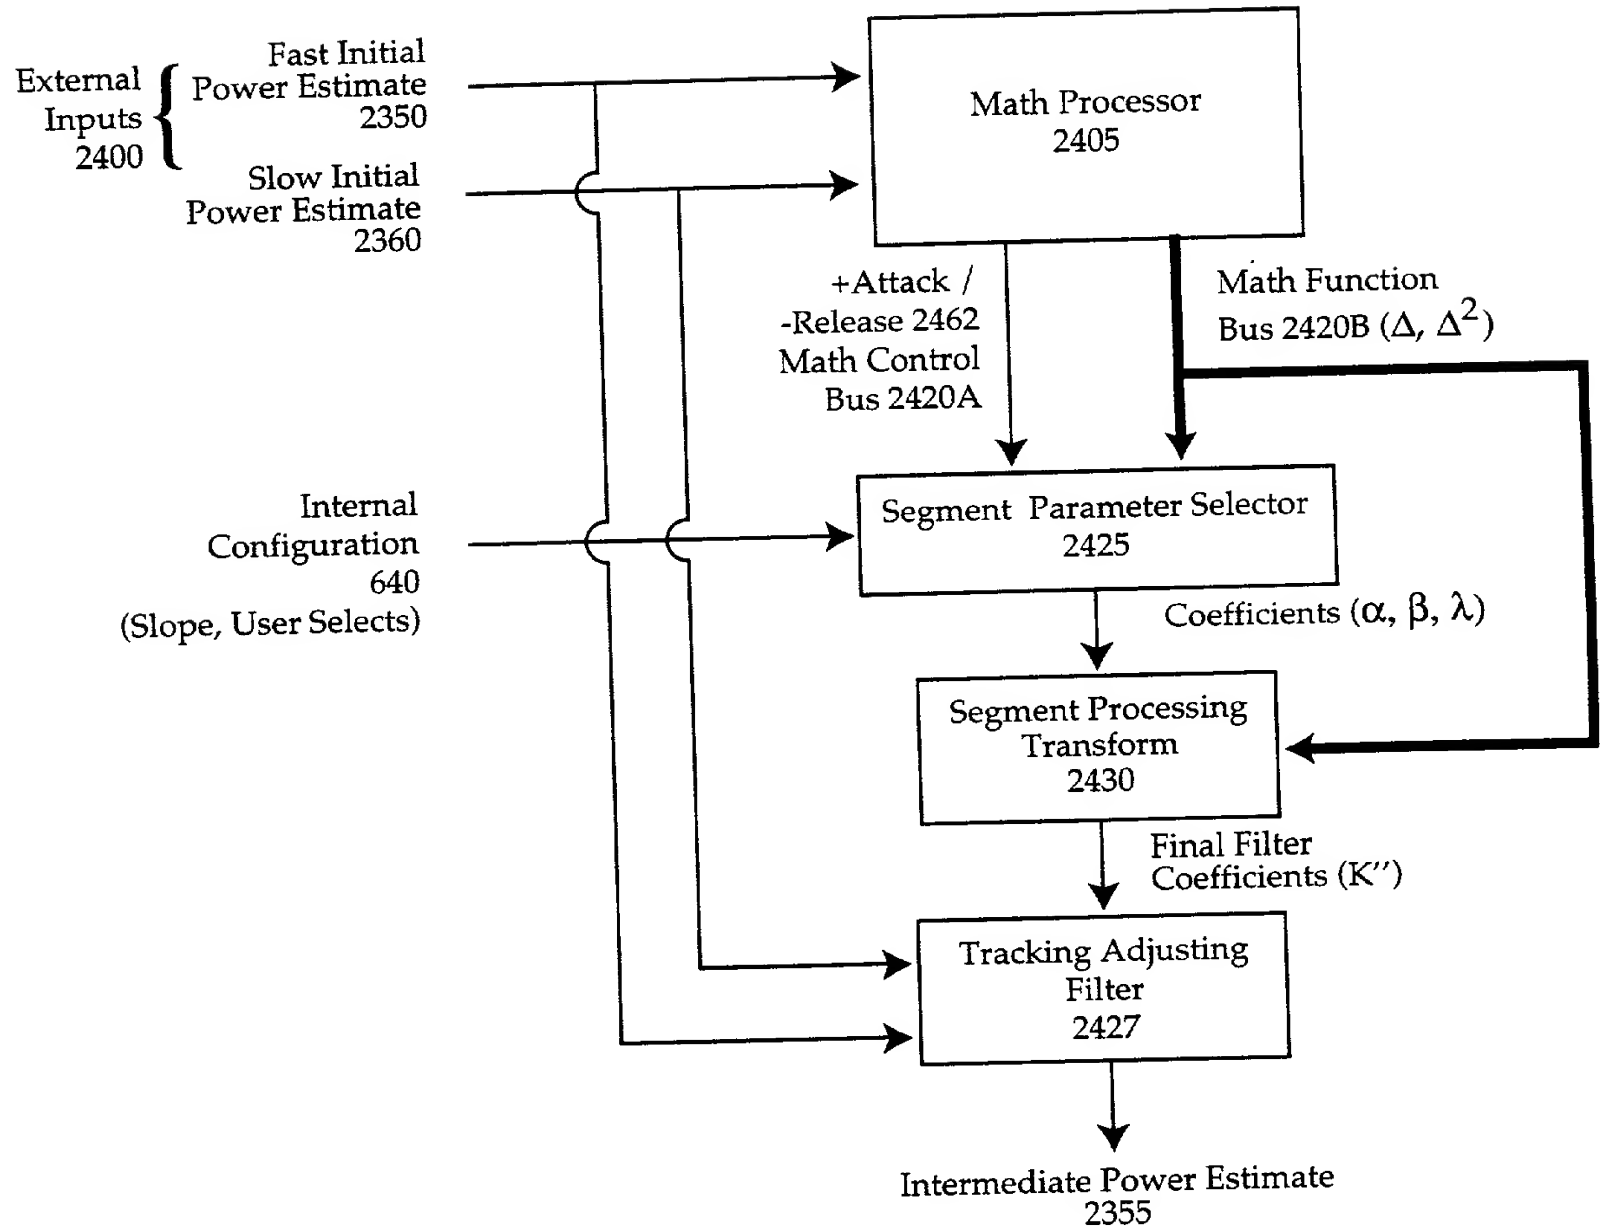 External
Inputs
2400
Fast Initial
Power Estimate
2350
Slow Initial
Power Estimate
2360
Math Processor
2405
+Attack /
-Release 2462
Math Control
Bus 2420A
Math Function
Bus 2420B (Δ, Δ²)
Internal
Configuration
640
(Slope, User Selects)
Segment Parameter Selector
2425
Coefficients (α, β, λ)
Segment Processing
Transform
2430
Final Filter
Coefficients (K″)
Tracking Adjusting
Filter
2427
Intermediate Power Estimate
2355